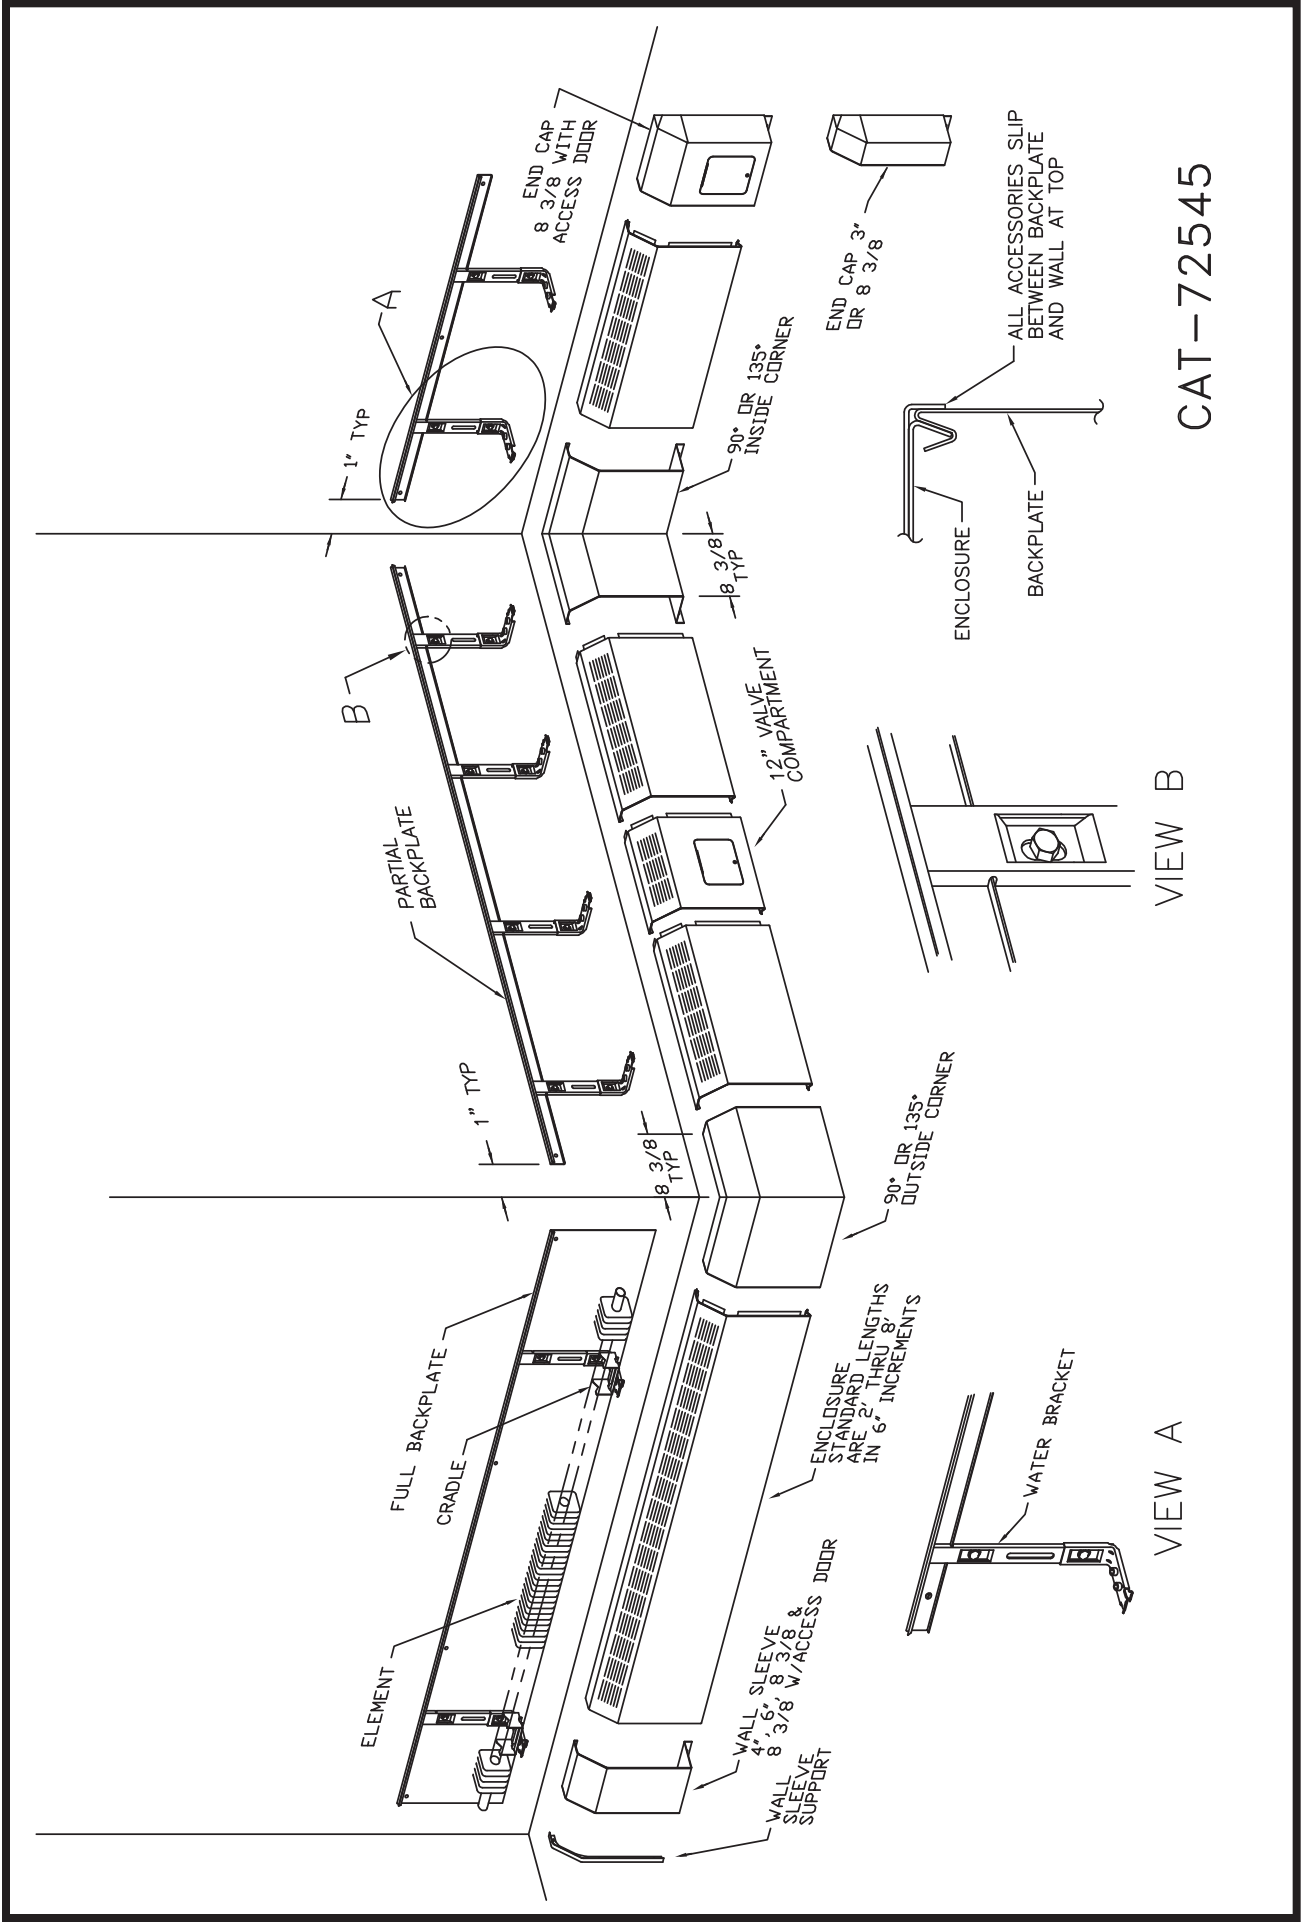 ELEMENT
CRADLE
FULL BACKPLATE
1" TYP
PARTIAL
BACKPLATE
B
1" TYP
A
END CAP
8 3/8 WITH
ACCESS DOOR
8 3/8
TYP
8 3/8
TYP
WALL
SLEEVE
SUPPORT
WALL SLEEVE
4", 6", 8 3/8 &
8 3/8 W/ACCESS DOOR
ENCLOSURE
STANDARD LENGTHS
ARE 2' THRU 8'
IN 6" INCREMENTS
90° OR 135°
OUTSIDE CORNER
12" VALVE
COMPARTMENT
90° OR 135°
INSIDE CORNER
END CAP 3"
OR 8 3/8
WATER BRACKET
VIEW A
VIEW B
ENCLOSURE
BACKPLATE
ALL ACCESSORIES SLIP
BETWEEN BACKPLATE
AND WALL AT TOP
CAT-72545